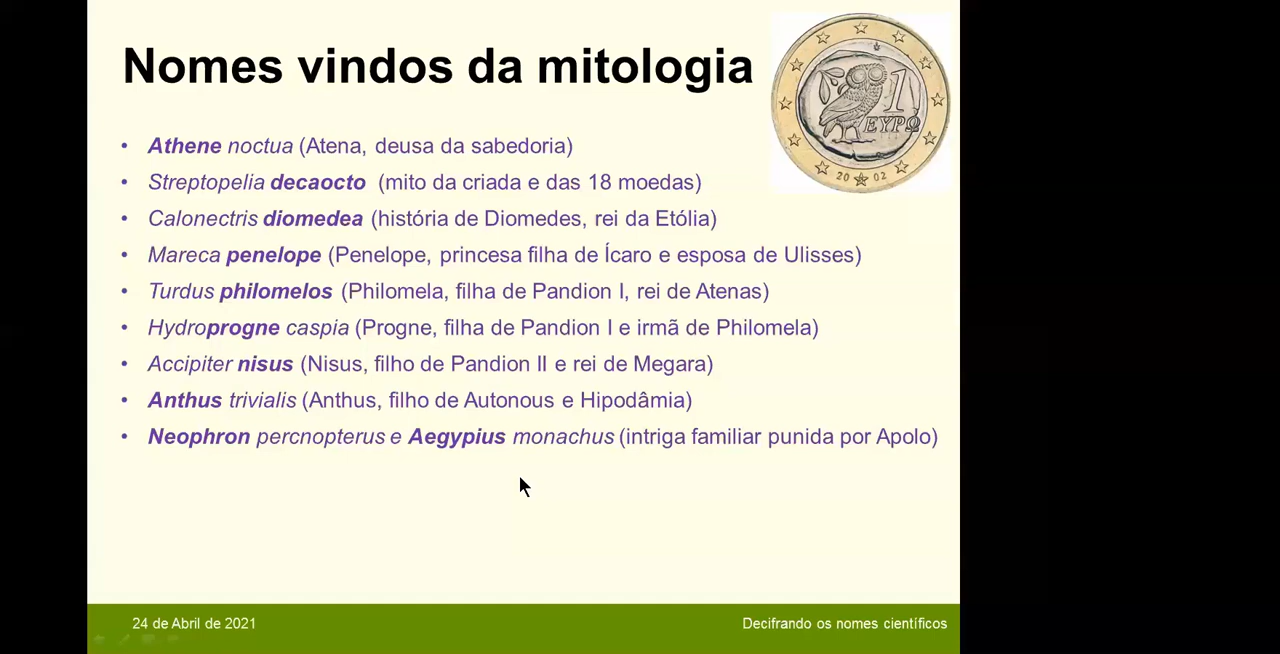 Nomes vindos da mitologia
1
ΕΥΡΩ
20 02
• Athene noctua (Atena, deusa da sabedoria)
• Streptopelia decaocto (mito da criada e das 18 moedas)
• Calonectris diomedea (história de Diomedes, rei da Etólia)
• Mareca penelope (Penelope, princesa filha de Ícaro e esposa de Ulisses)
• Turdus philomelos (Philomela, filha de Pandion I, rei de Atenas)
• Hydroprogne caspia (Progne, filha de Pandion I e irmã de Philomela)
• Accipiter nisus (Nisus, filho de Pandion II e rei de Megara)
• Anthus trivialis (Anthus, filho de Autonous e Hipodâmia)
• Neophron percnopterus e Aegypius monachus (intriga familiar punida por Apolo)
24 de Abril de 2021
Decifrando os nomes científicos